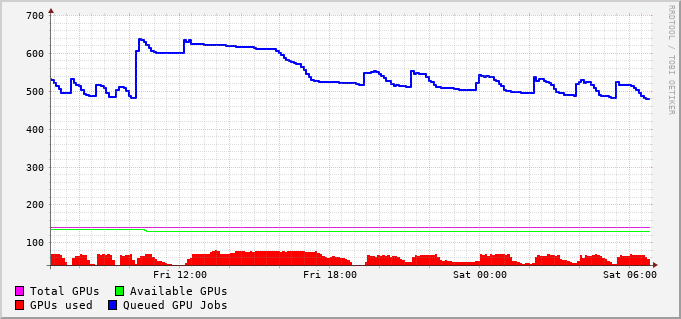 700
600
500
400
300
200
100
Fri 12:00 Fri 18:00 Sat 00:00 Sat 06:00
Total GPUs Available GPUs
GPUs used Queued GPU Jobs
RRDTOOL / TOBI OETIKER